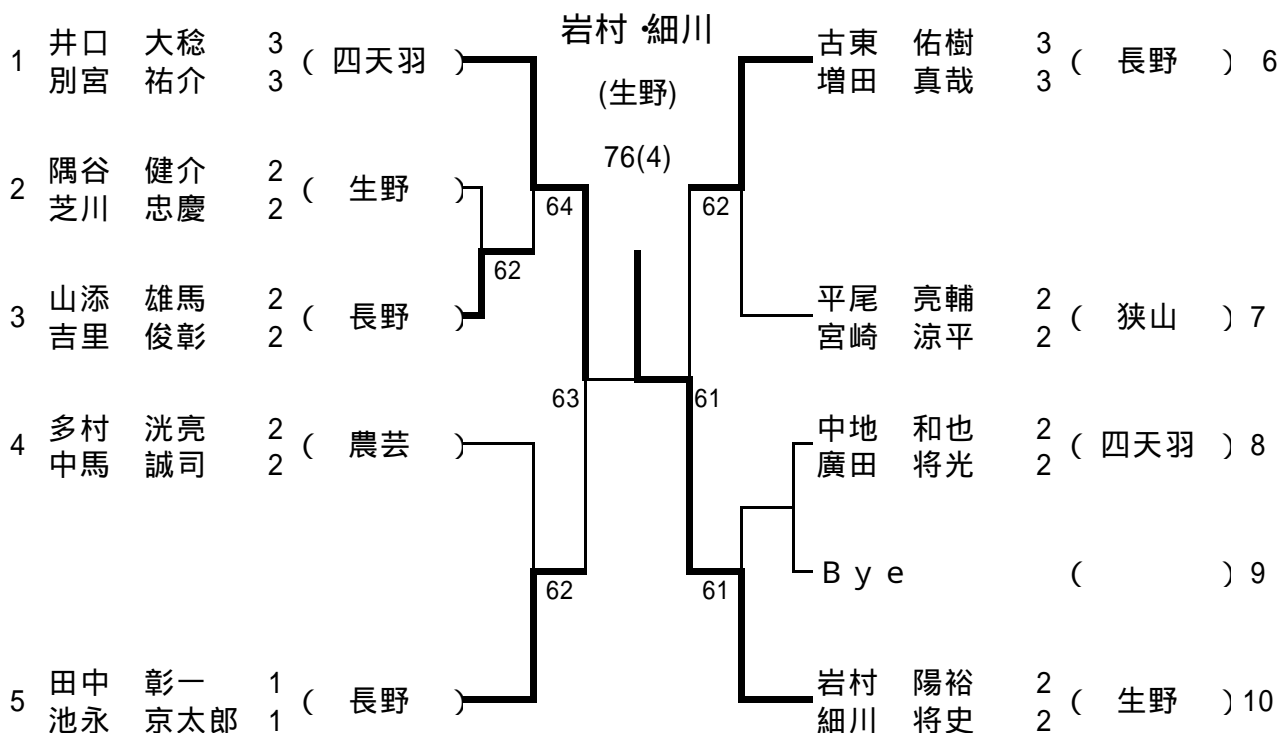 岩村・細川
(生野)
76(4)
1 井口 大稔 3 ( 四天羽 )
別宮 祐介 3
2 隅谷 健介 2 ( 生野 )
芝川 忠慶 2
3 山添 雄馬 2 ( 長野 )
吉里 俊彰 2
4 多村 洸亮 2 ( 農芸 )
中馬 誠司 2
5 田中 彰一 1 ( 長野 )
池永 京太郎 1
64
62
63
62
古東 佑樹 3 ( 長野 ) 6
増田 真哉 3
平尾 亮輔 2 ( 狭山 ) 7
宮崎 涼平 2
中地 和也 2 ( 四天羽 ) 8
廣田 将光 2
Bye ( ) 9
岩村 陽裕 2 ( 生野 ) 10
細川 将史 2
62
61
61